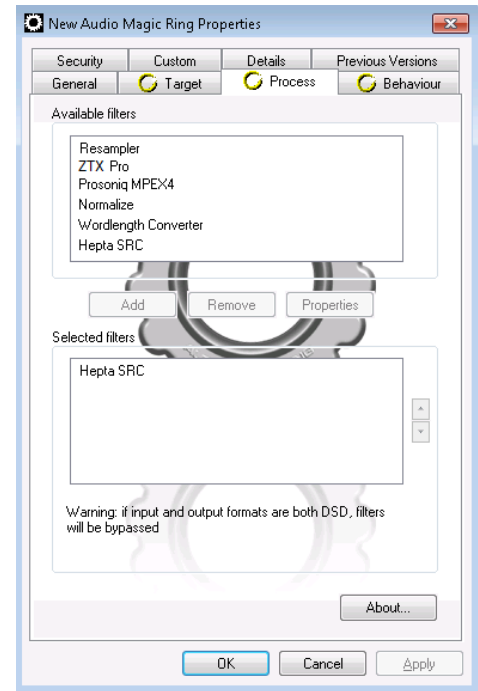 New Audio Magic Ring Properties
Security Custom Details Previous Versions
General Target Process Behaviour
Available filters
Resampler
ZTX Pro
Prosoniq MPEX4
Normalize
Wordlength Converter
Hepta SRC
Add Remove Properties
Selected filters
Hepta SRC
Warning: if input and output formats are both DSD, filters
will be bypassed
About...
OK Cancel Apply